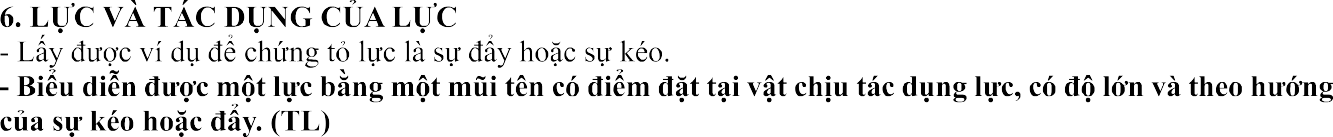 6. LỰC VÀ TÁC DỤNG CỦA LỰC
- Lấy được ví dụ để chứng tỏ lực là sự đẩy hoặc sự kéo.
- Biểu diễn được một lực bằng một mũi tên có điểm đặt tại vật chịu tác dụng lực, có độ lớn và theo hướng
của sự kéo hoặc đẩy. (TL)